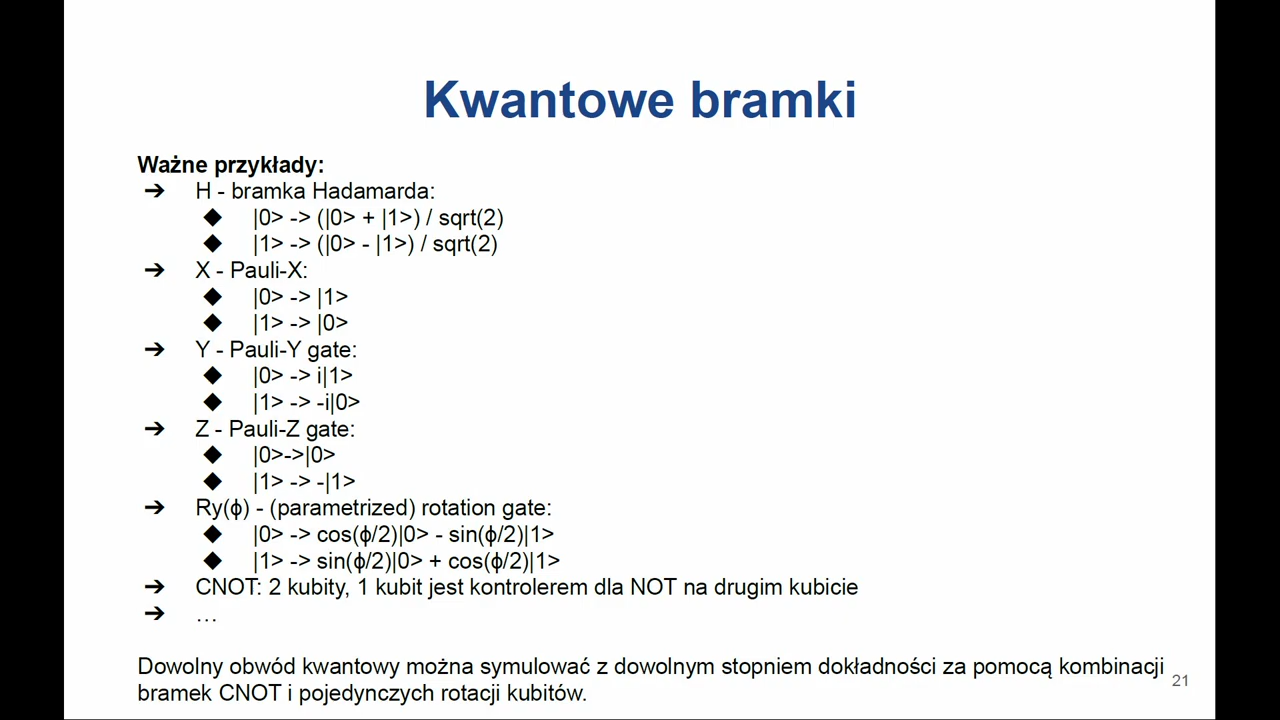 Kwantowe bramki
Ważne przykłady:
➔ H - bramka Hadamarda:
◆ |0> -> (|0> + |1>) / sqrt(2)
◆ |1> -> (|0> - |1>) / sqrt(2)
➔ X - Pauli-X:
◆ |0> -> |1>
◆ |1> -> |0>
➔ Y - Pauli-Y gate:
◆ |0> -> i|1>
◆ |1> -> -i|0>
➔ Z - Pauli-Z gate:
◆ |0>->|0>
◆ |1> -> -|1>
➔ Ry(ϕ) - (parametrized) rotation gate:
◆ |0> -> cos(ϕ/2)|0> - sin(ϕ/2)|1>
◆ |1> -> sin(ϕ/2)|0> + cos(ϕ/2)|1>
➔ CNOT: 2 kubity, 1 kubit jest kontrolerem dla NOT na drugim kubicie
➔ …
Dowolny obwód kwantowy można symulować z dowolnym stopniem dokładności za pomocą kombinacji
bramek CNOT i pojedynczych rotacji kubitów.
21